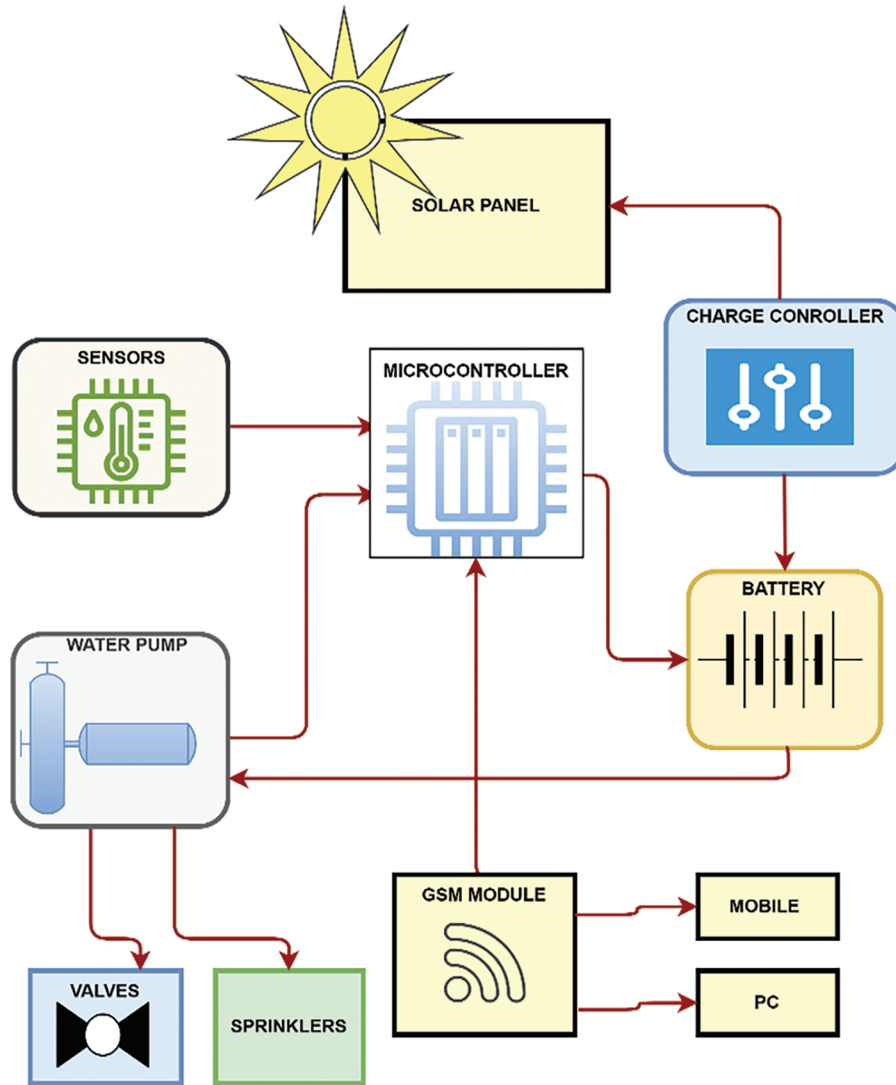 SOLAR PANEL
CHARGE CONROLLER
SENSORS
MICROCONTROLLER
BATTERY
WATER PUMP
GSM MODULE
MOBILE
VALVES
SPRINKLERS
PC